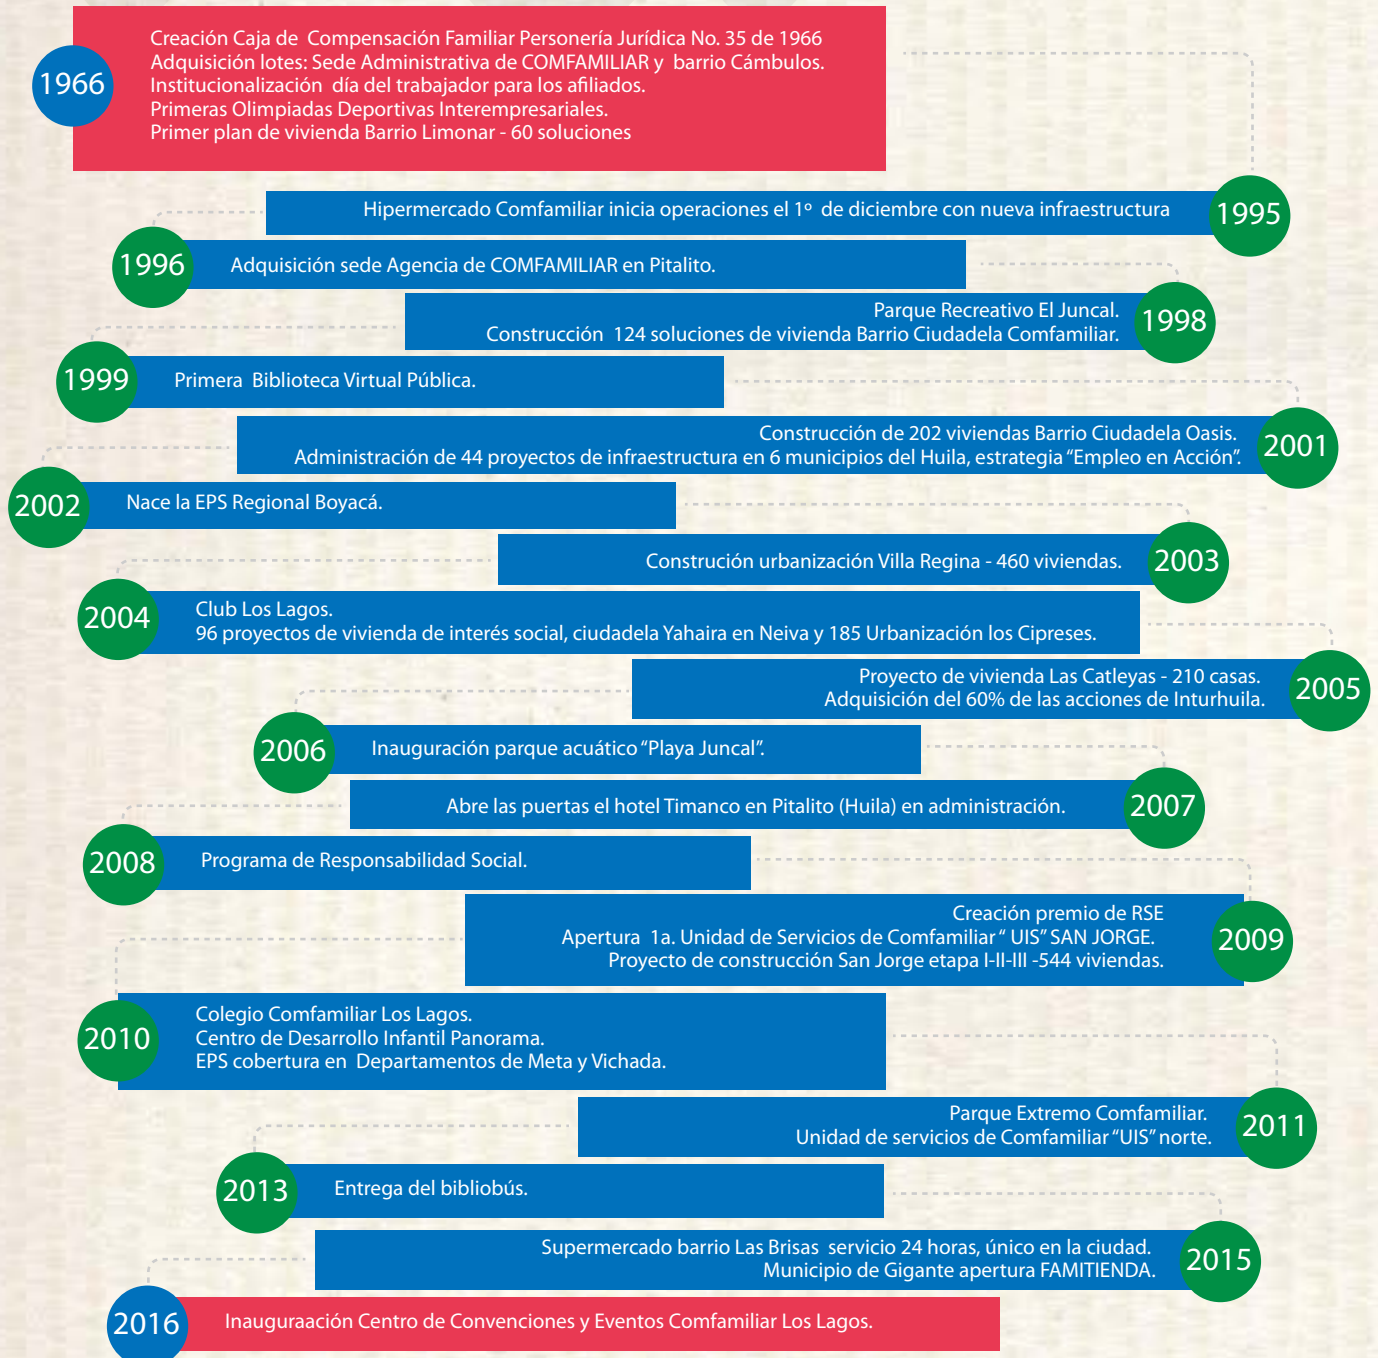 1966
Creación Caja de Compensación Familiar Personería Jurídica No. 35 de 1966
Adquisición lotes: Sede Administrativa de COMFAMILIAR y barrio Cámbulos.
Institucionalización día del trabajador para los afiliados.
Primeras Olimpiadas Deportivas Interempresariales.
Primer plan de vivienda Barrio Limonar - 60 soluciones
Hipermercado Comfamiliar inicia operaciones el 1º de diciembre con nueva infraestructura
1995
1996
Adquisición sede Agencia de COMFAMILIAR en Pitalito.
Parque Recreativo El Juncal.
Construcción 124 soluciones de vivienda Barrio Ciudadela Comfamiliar.
1998
1999
Primera Biblioteca Virtual Pública.
Construcción de 202 viviendas Barrio Ciudadela Oasis.
Administración de 44 proyectos de infraestructura en 6 municipios del Huila, estrategia “Empleo en Acción”.
2001
2002
Nace la EPS Regional Boyacá.
Construción urbanización Villa Regina - 460 viviendas.
2003
2004
Club Los Lagos.
96 proyectos de vivienda de interés social, ciudadela Yahaira en Neiva y 185 Urbanización los Cipreses.
Proyecto de vivienda Las Catleyas - 210 casas.
Adquisición del 60% de las acciones de Inturhuila.
2005
2006
Inauguración parque acuático “Playa Juncal”.
Abre las puertas el hotel Timanco en Pitalito (Huila) en administración.
2007
2008
Programa de Responsabilidad Social.
Creación premio de RSE
Apertura 1a. Unidad de Servicios de Comfamiliar “ UIS” SAN JORGE.
Proyecto de construcción San Jorge etapa I-II-III -544 viviendas.
2009
2010
Colegio Comfamiliar Los Lagos.
Centro de Desarrollo Infantil Panorama.
EPS cobertura en Departamentos de Meta y Vichada.
Parque Extremo Comfamiliar.
Unidad de servicios de Comfamiliar “UIS” norte.
2011
2013
Entrega del bibliobús.
Supermercado barrio Las Brisas servicio 24 horas, único en la ciudad.
Municipio de Gigante apertura FAMITIENDA.
2015
2016
Inauguraación Centro de Convenciones y Eventos Comfamiliar Los Lagos.